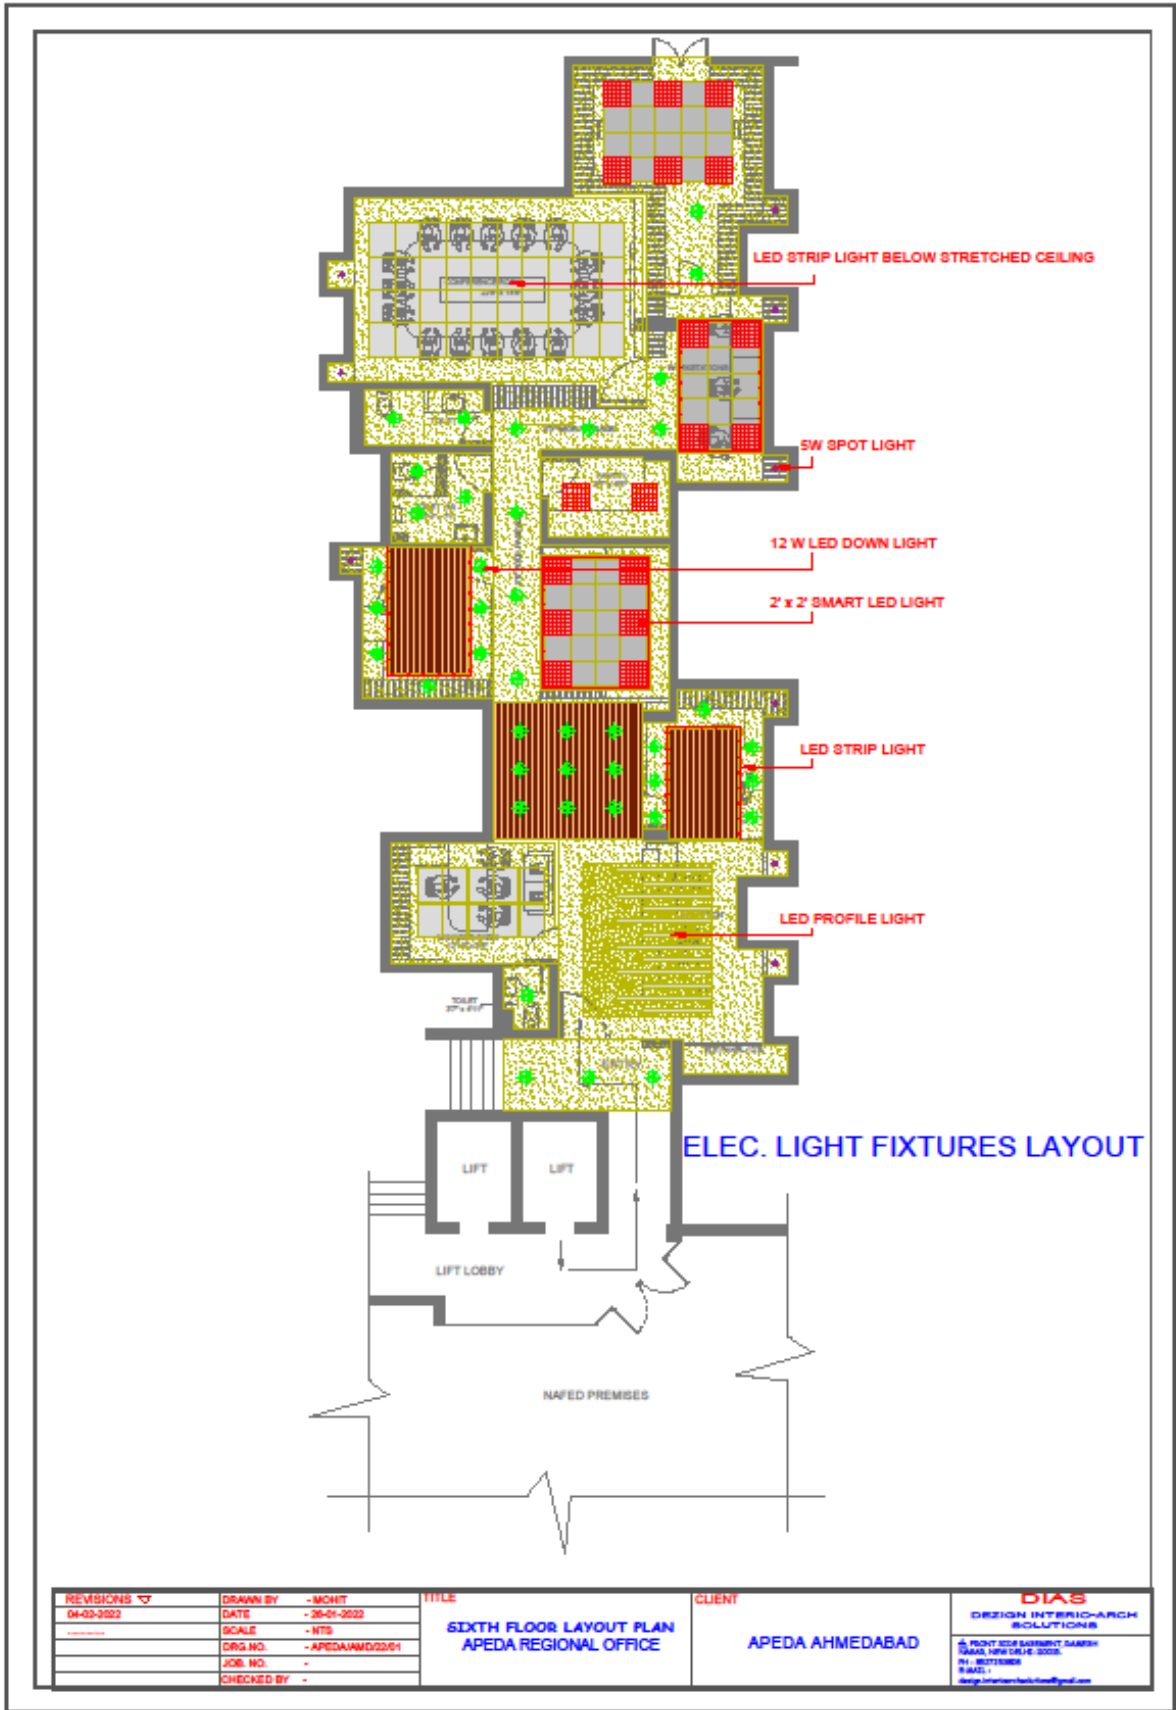 LED STRIP LIGHT BELOW STRETCHED CEILING
5W SPOT LIGHT
12 W LED DOWN LIGHT
2' x 2' SMART LED LIGHT
LED STRIP LIGHT
LED PROFILE LIGHT
TOILET
ELEC. LIGHT FIXTURES LAYOUT
LIFT
LIFT
LIFT LOBBY
NAFED PREMISES
REVISIONS
04-02-2022
DRAWN BY - MOHIT
DATE - 28-01-2022
SCALE - NTS
DRG.NO. - APEDA/AMD/22/01
JOB. NO. -
CHECKED BY -
TITLE
SIXTH FLOOR LAYOUT PLAN
APEDA REGIONAL OFFICE
CLIENT
APEDA AHMEDABAD
DIAS
DEZIGN INTERIO-ARCH
SOLUTIONS